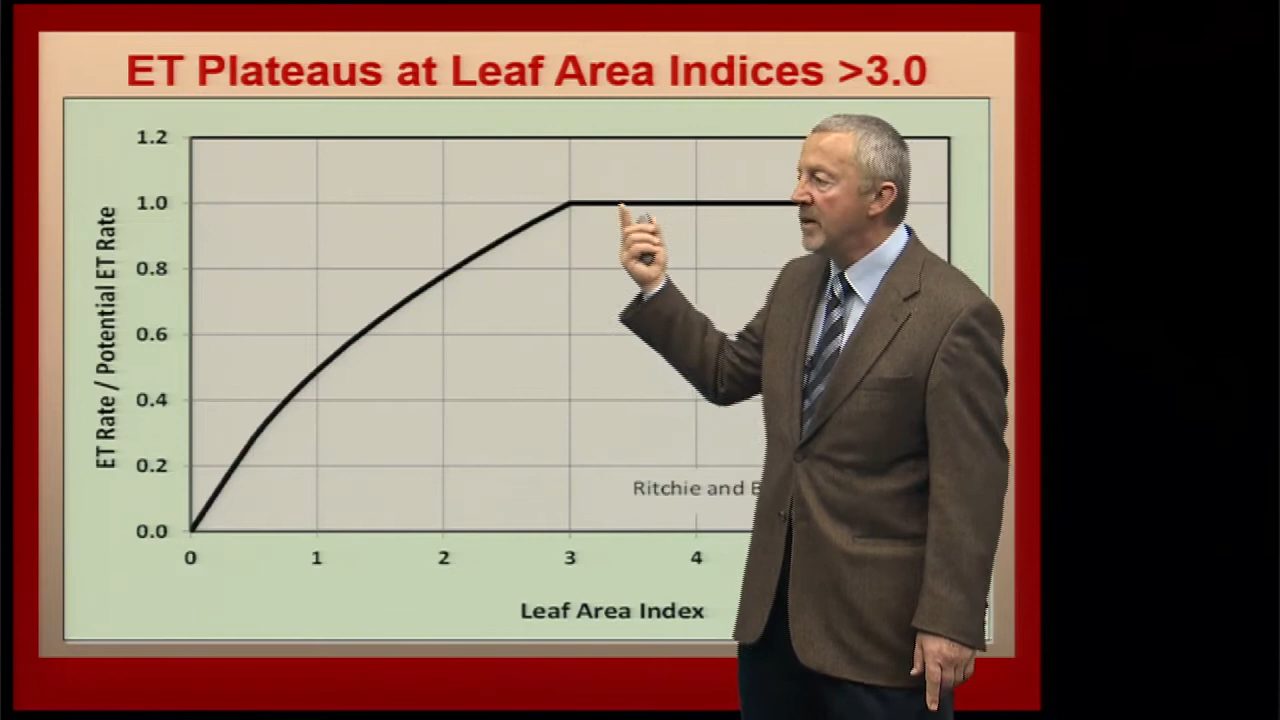 ET Plateaus at Leaf Area Indices >3.0
1.2
1.0
0.8
0.6
0.4
0.2
0.0
ET Rate / Potential ET Rate
Ritchie and
0 1 2 3 4
Leaf Area Index